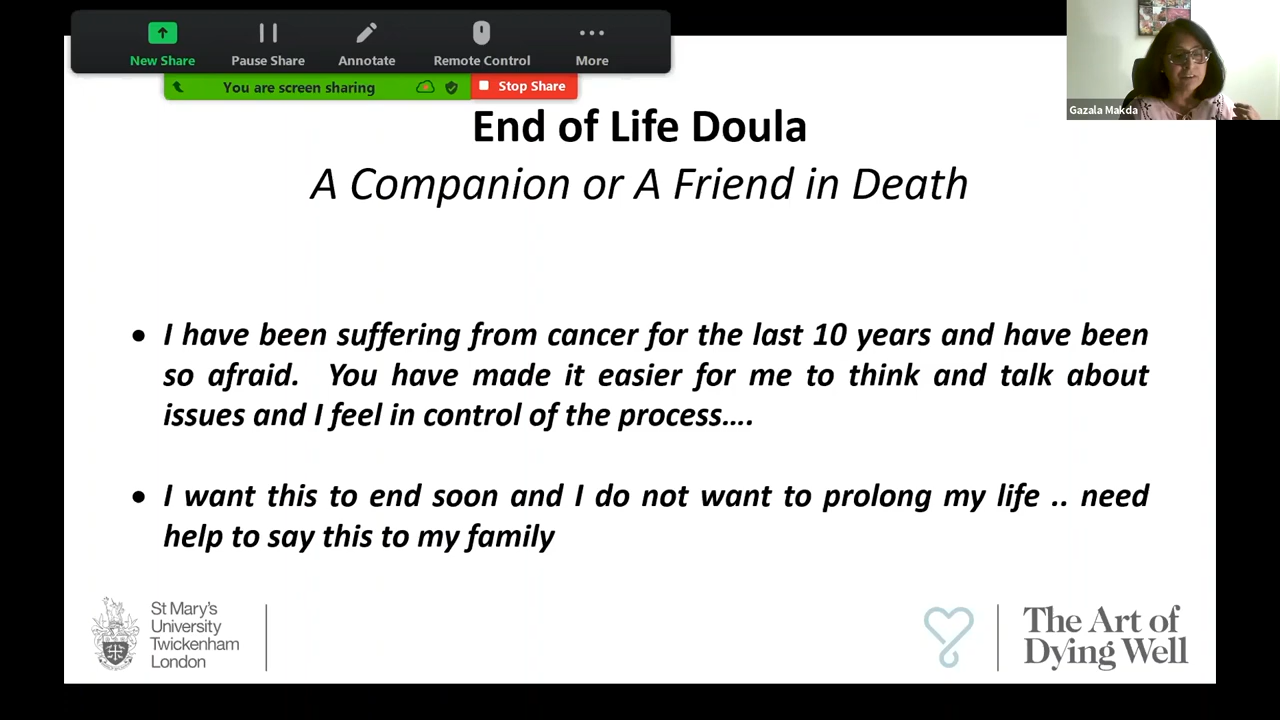 New Share
Pause Share
Annotate
Remote Control
More
You are screen sharing
Stop Share
Gazala Makda
End of Life Doula
A Companion or A Friend in Death
• I have been suffering from cancer for the last 10 years and have been
so afraid.  You have made it easier for me to think and talk about
issues and I feel in control of the process….
• I want this to end soon and I do not want to prolong my life .. need
help to say this to my family
St Mary's
University
Twickenham
London
The Art of
Dying Well